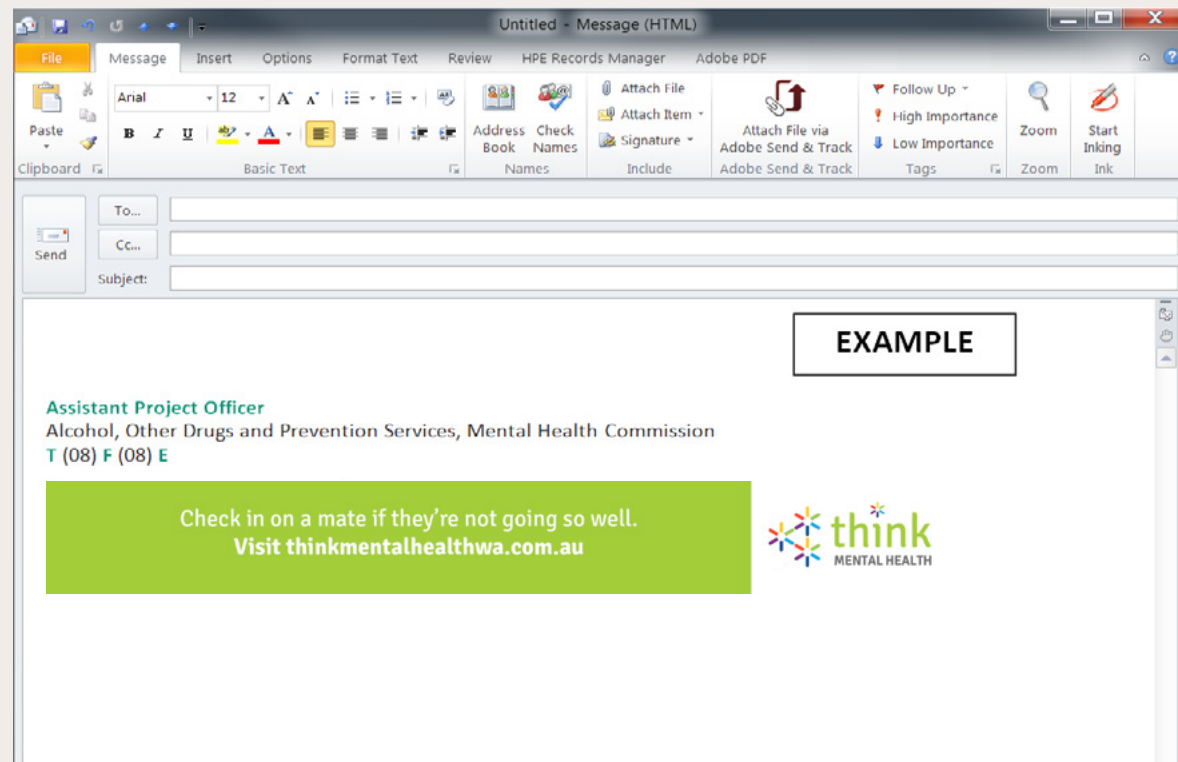 Untitled - Message (HTML)
File Message Insert Options Format Text Review HPE Records Manager Adobe PDF
Paste
Clipboard
Arial 12
B I U
Basic Text
Address Book
Check Names
Names
Attach File
Attach Item
Signature
Include
Attach File via
Adobe Send & Track
Adobe Send & Track
Follow Up
High Importance
Low Importance
Tags
Zoom
Zoom
Start
Inking
Ink
Send
To...
Cc...
Subject:
EXAMPLE
Assistant Project Officer
Alcohol, Other Drugs and Prevention Services, Mental Health Commission
T (08) F (08) E
Check in on a mate if they're not going so well.
Visit thinkmentalhealthwa.com.au
think
MENTAL HEALTH